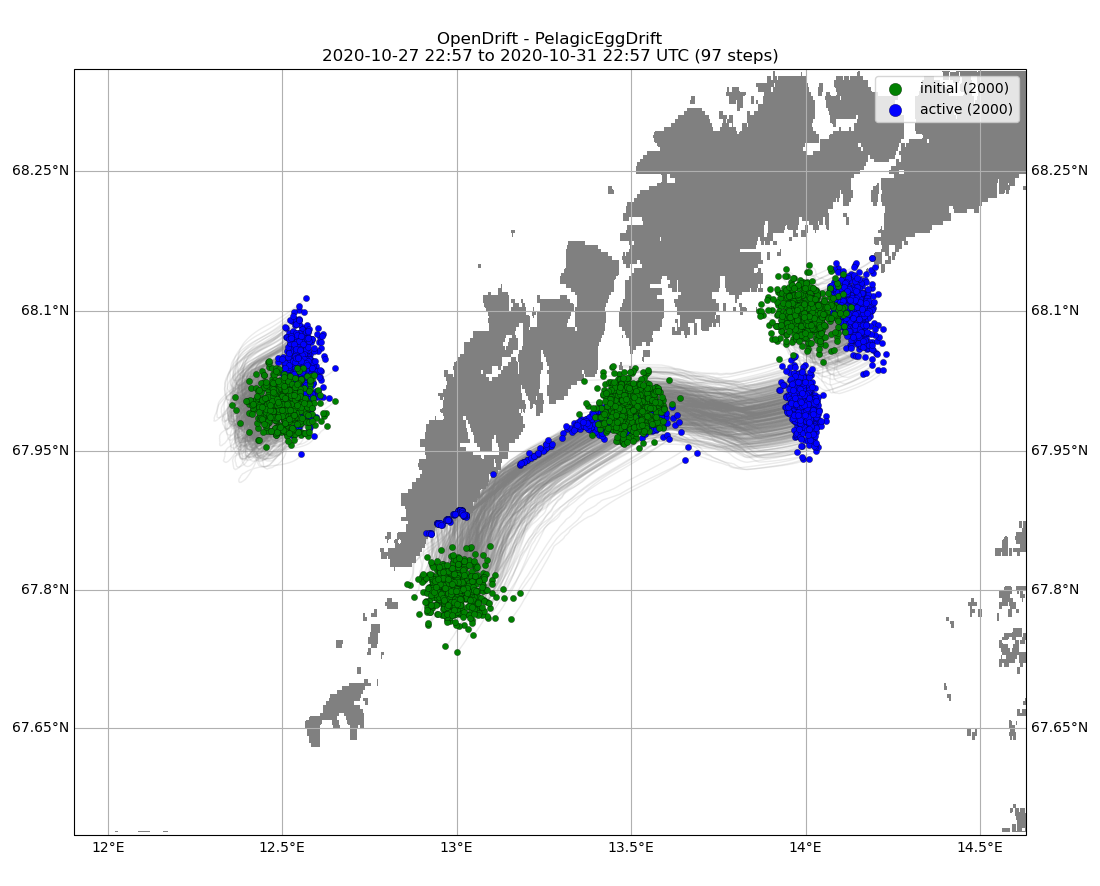 OpenDrift - PelagicEggDrift
2020-10-27 22:57 to 2020-10-31 22:57 UTC (97 steps)
initial (2000)
active (2000)
68.25°N
68.25°N
68.1°N
68.1°N
67.95°N
67.95°N
67.8°N
67.8°N
67.65°N
67.65°N
12°E
12.5°E
13°E
13.5°E
14°E
14.5°E